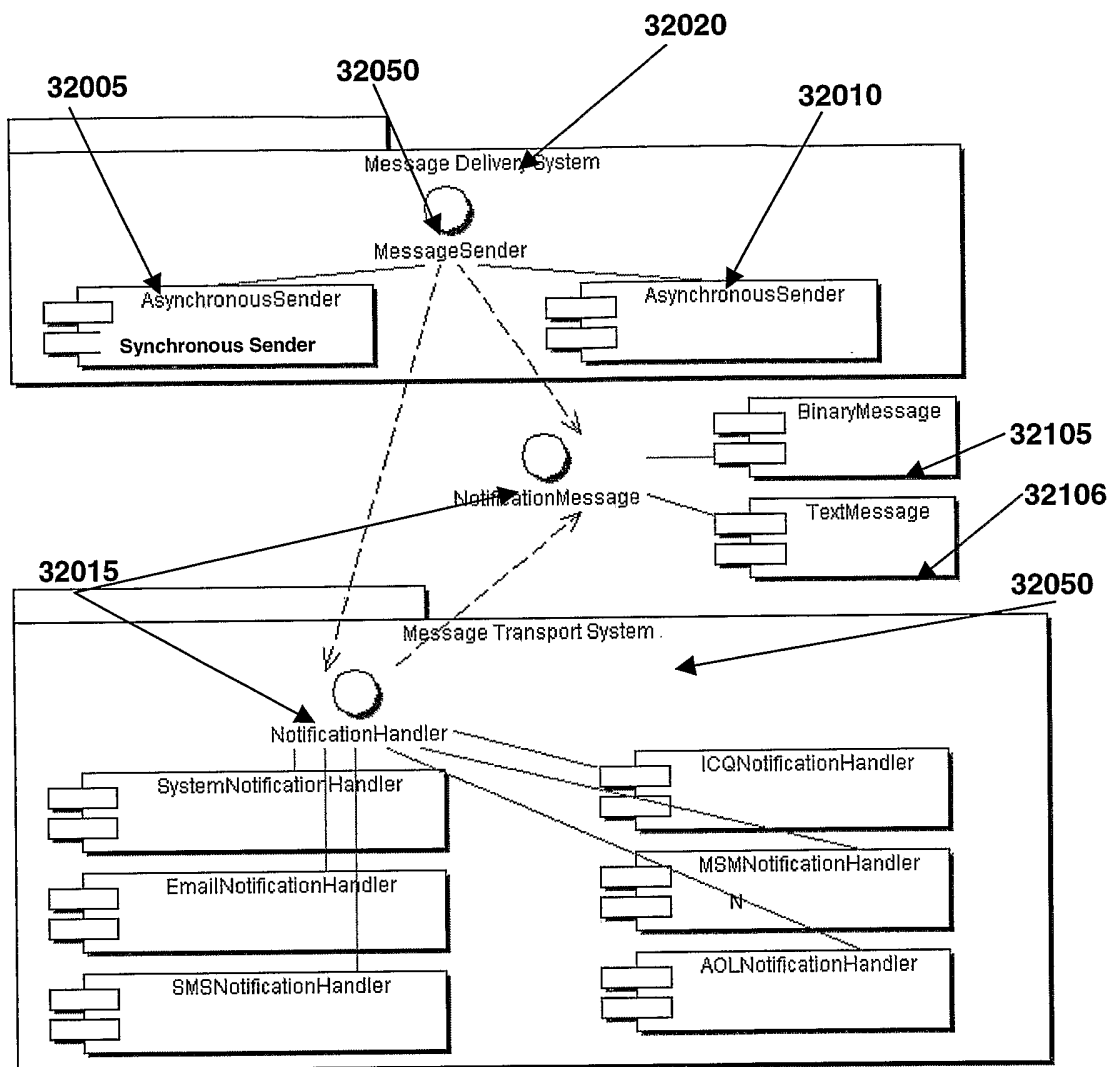 32020
32050
32005
32010
Message Delivery System
MessageSender
AsynchronousSender
AsynchronousSender
Synchronous Sender
BinaryMessage
32105
NotificationMessage
32106
TextMessage
32015
32050
Message Transport System
NotificationHandler
SystemNotificationHandler
ICQNotificationHandler
EmailNotificationHandler
MSMNotificationHandler
N
SMSNotificationHandler
AOLNotificationHandler